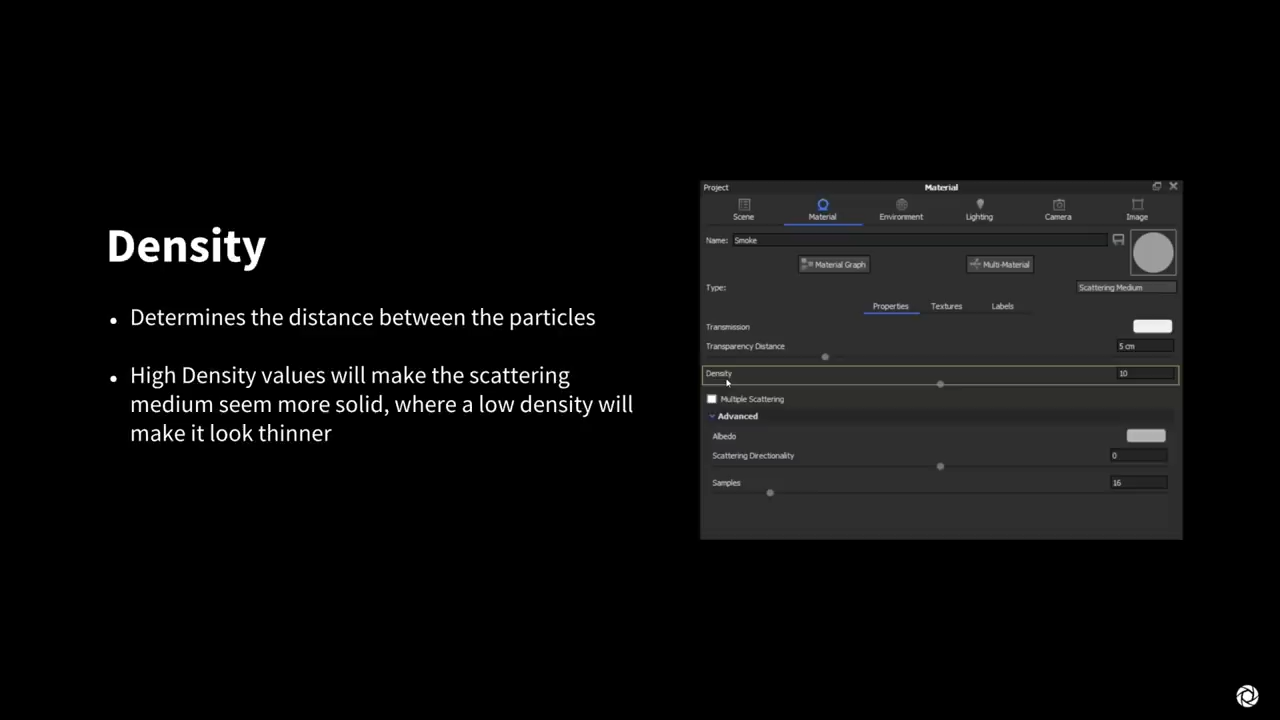 Density
• Determines the distance between the particles
• High Density values will make the scattering
medium seem more solid, where a low density will
make it look thinner
Project
Material
Scene
Material
Environment
Lighting
Camera
Image
Name: Smoke
Material Graph
Multi-Material
Type:
Scattering Medium
Properties
Textures
Labels
Transmission
Transparency Distance
5 cm
Density
10
Multiple Scattering
Advanced
Albedo
Scattering Directionality
0
Samples
16